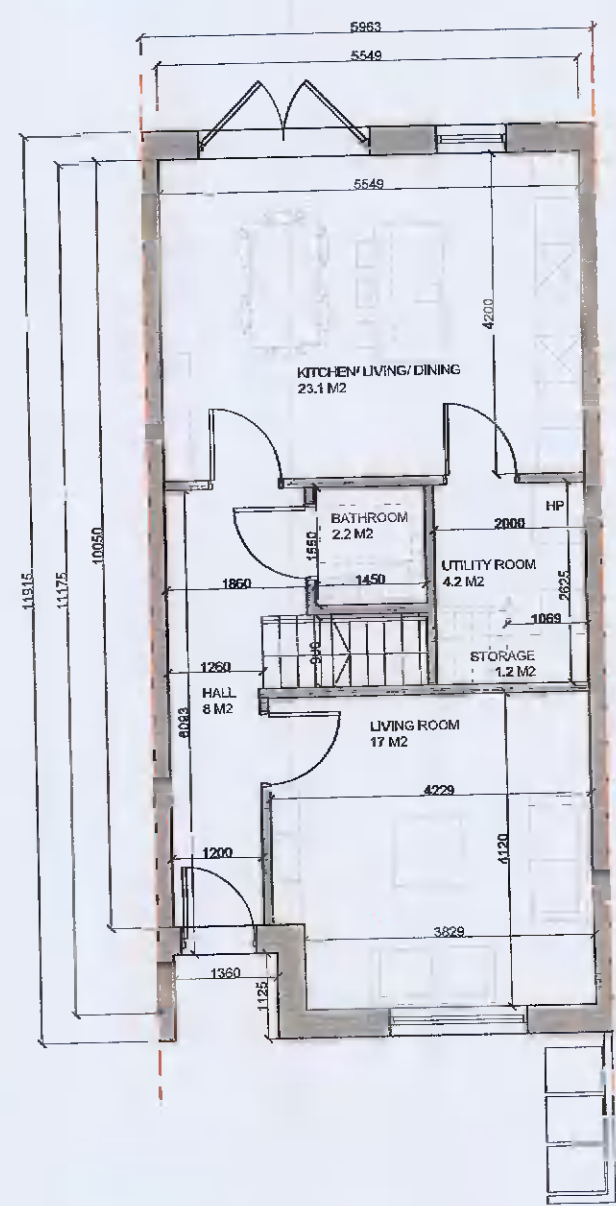 5963
5549
5549
4200
KITCHEN/ LIVING/ DINING
23.1 M2
11915
11175
10050
BATHROOM
2.2 M2
1550
1450
1860
HP
2000
UTILITY ROOM
4.2 M2
2625
1069
STORAGE
1.2 M2
900
1260
HALL
8 M2
6093
LIVING ROOM
17 M2
4229
4120
1200
3829
1360
1125